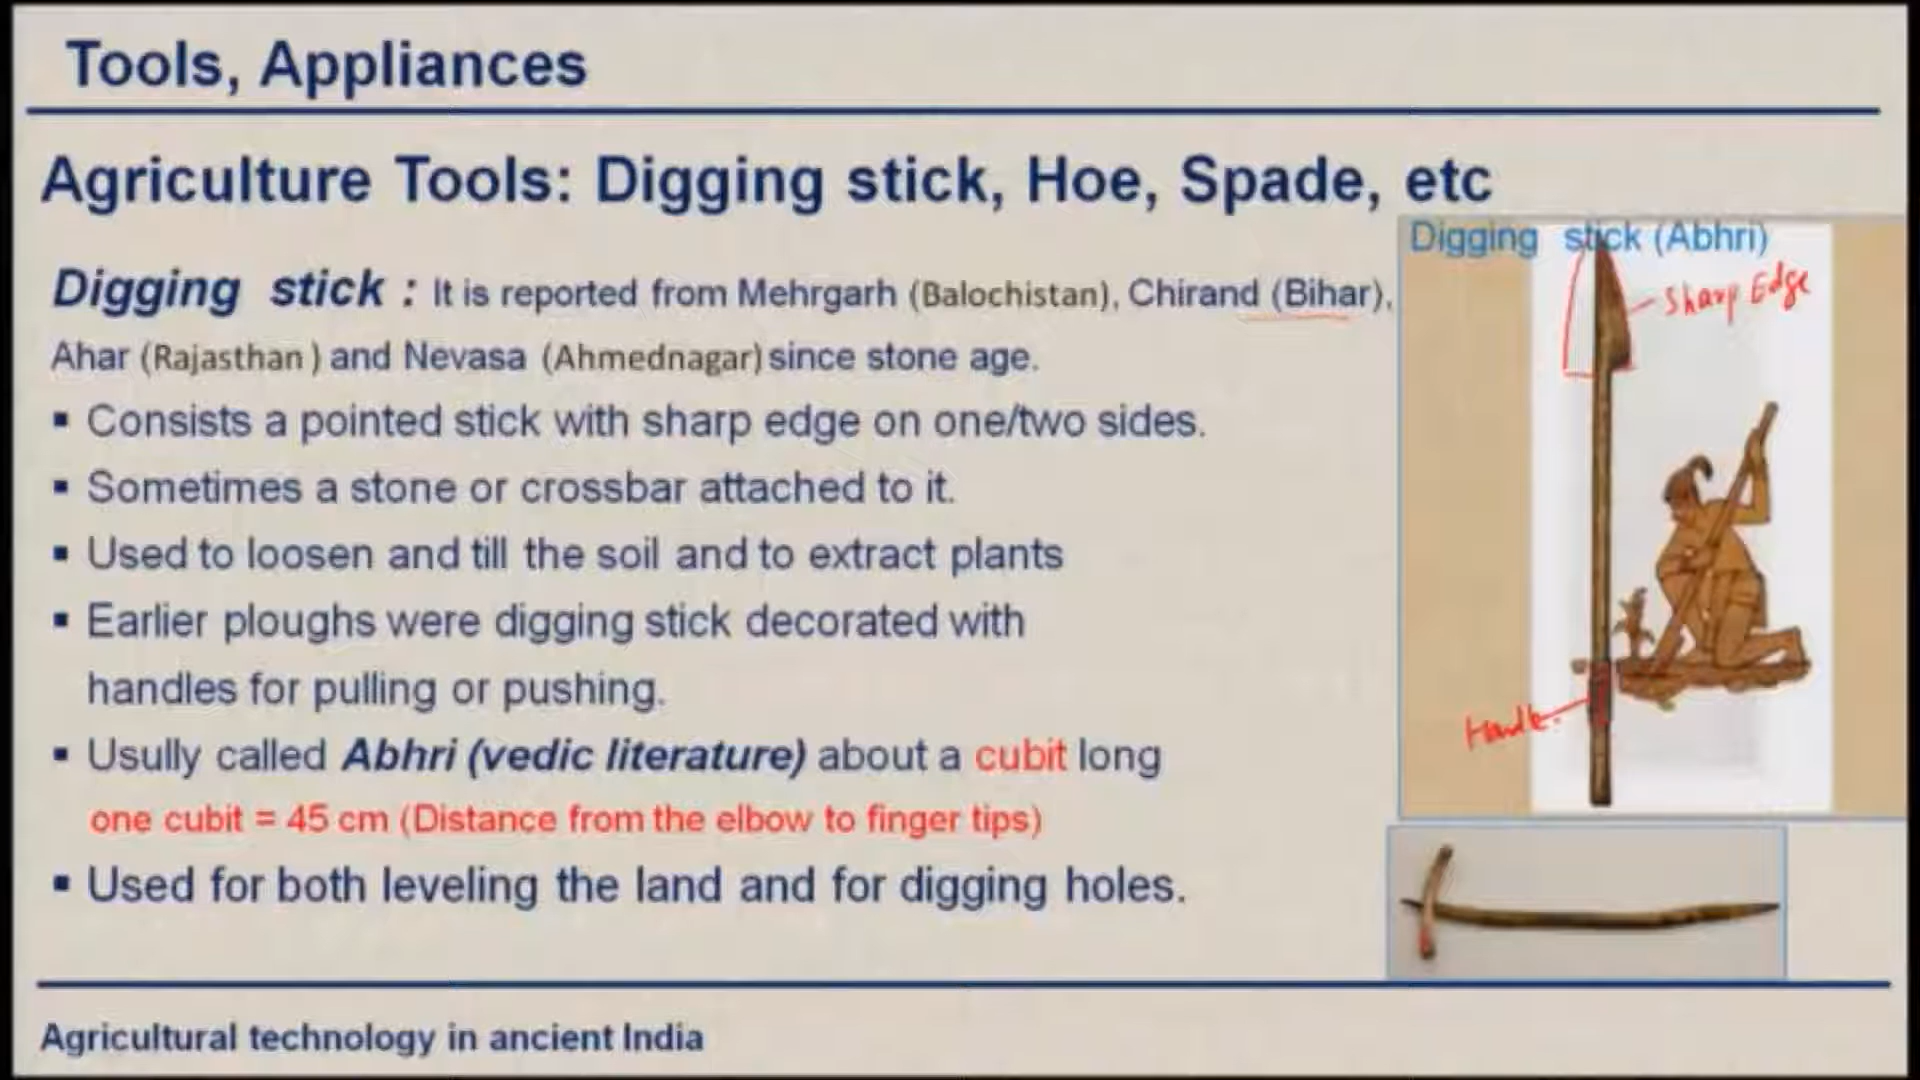 Tools, Appliances
Agriculture Tools: Digging stick, Hoe, Spade, etc
Digging stick : It is reported from Mehrgarh (Balochistan), Chirand (Bihar),
Ahar (Rajasthan ) and Nevasa (Ahmednagar) since stone age.
▪ Consists a pointed stick with sharp edge on one/two sides.
▪ Sometimes a stone or crossbar attached to it.
▪ Used to loosen and till the soil and to extract plants
▪ Earlier ploughs were digging stick decorated with
handles for pulling or pushing.
▪ Usully called Abhri (vedic literature) about a cubit long
one cubit = 45 cm (Distance from the elbow to finger tips)
▪ Used for both leveling the land and for digging holes.
Digging stick (Abhri)
Sharp Edge
Handle.
Agricultural technology in ancient India